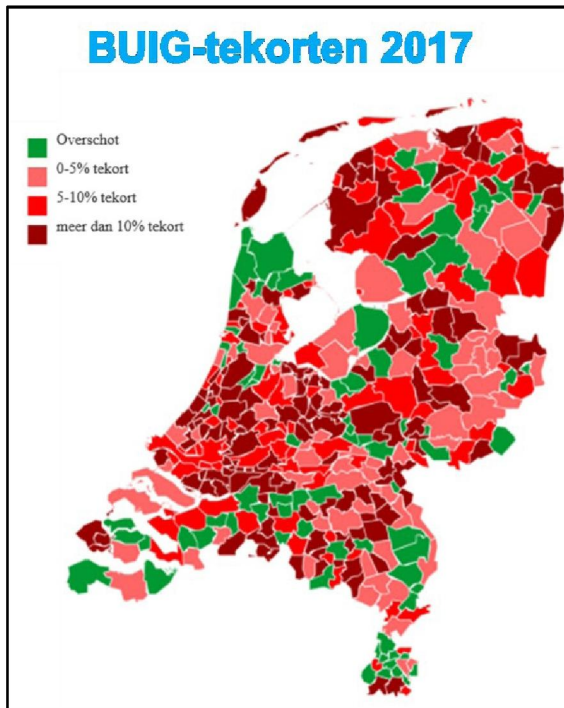 BUIG-tekorten 2017
Overschot
0-5% tekort
5-10% tekort
meer dan 10% tekort